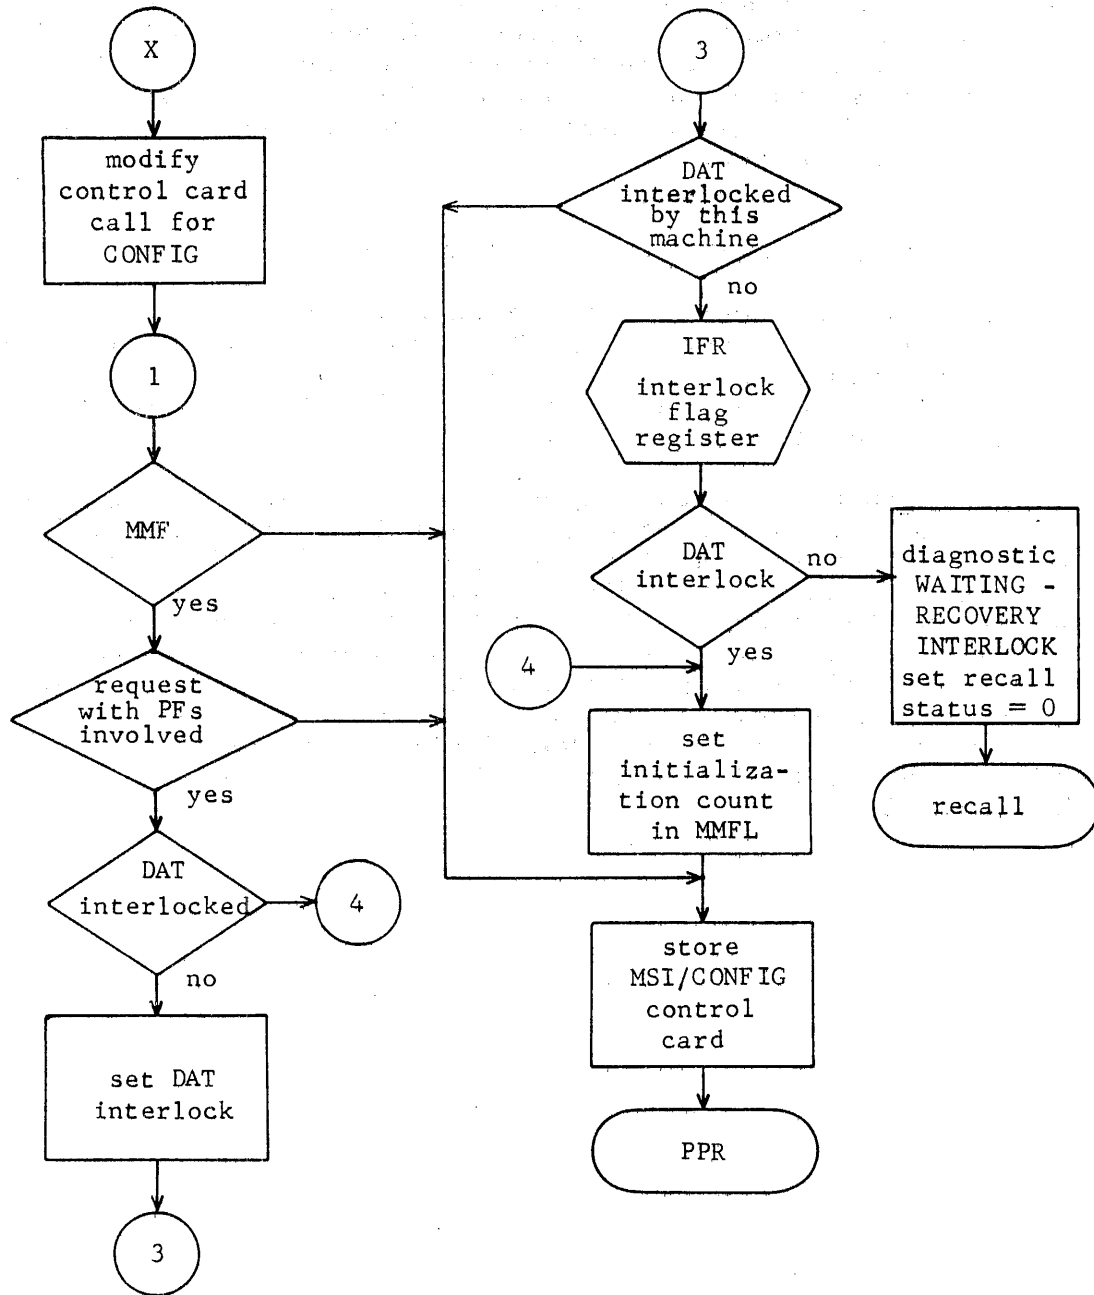 X
modify
control card
call for
CONFIG
1
MMF
yes
request
with PFs
involved
yes
DAT
interlocked
4
no
set DAT
interlock
3
3
DAT
interlocked
by this
machine
no
IFR
interlock
flag
register
DAT
interlock
no
yes
4
diagnostic
WAITING -
RECOVERY
INTERLOCK
set recall
status = 0
recall
set
initializa-
tion count
in MMFL
store
MSI/CONFIG
control
card
PPR